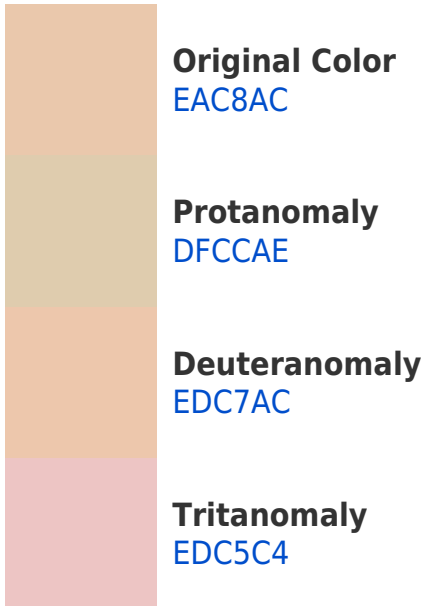 Original Color
EAC8AC
Protanomaly
DFCCAE
Deuteranomaly
EDC7AC
Tritanomaly
EDC5C4